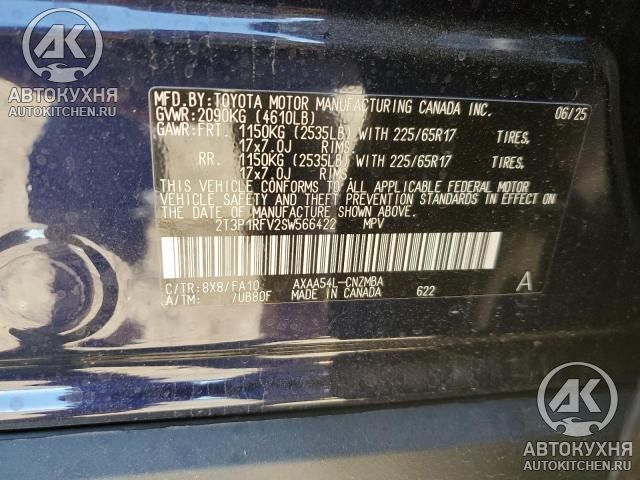 АК
АВТОКУХНЯ
AUTOKITCHEN.RU
MFD.BY:TOYOTA MOTOR MANUFACTURING CANADA INC. 06/25
GVWR:2090KG (4610LB)
GAWR:FRT. 1150KG (2535LB) WITH 225/65R17 TIRES,
17x7.0J RIMS,
RR. 1150KG (2535LB) WITH 225/65R17 TIRES,
17x7.0J RIMS,
THIS VEHICLE CONFORMS TO ALL APPLICABLE FEDERAL MOTOR
VEHICLE SAFETY AND THEFT PREVENTION STANDARDS IN EFFECT ON
THE DATE OF MANUFACTURE SHOWN ABOVE.
2T3P1RFV2SW566422 MPV
C/TR:8X8/FA10 AXAA54L-CNZMBA A
A/TM: /UB80F MADE IN CANADA 622
АК
АВТОКУХНЯ
AUTOKITCHEN.RU